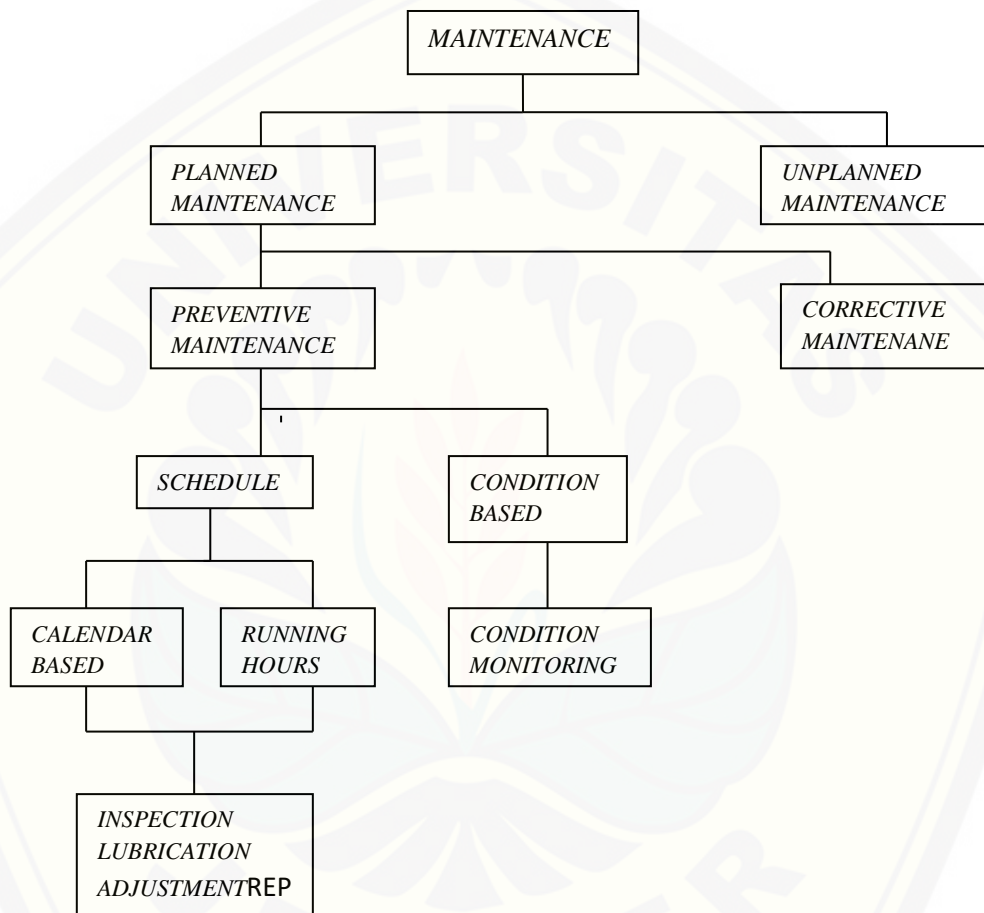 MAINTENANCE
PLANNED
MAINTENANCE
UNPLANNED
MAINTENANCE
PREVENTIVE
MAINTENANCE
CORRECTIVE
MAINTENANE
SCHEDULE
CONDITION
BASED
CALENDAR
BASED
RUNNING
HOURS
CONDITION
MONITORING
INSPECTION
LUBRICATION
ADJUSTMENTREP
UNIVERSITAS